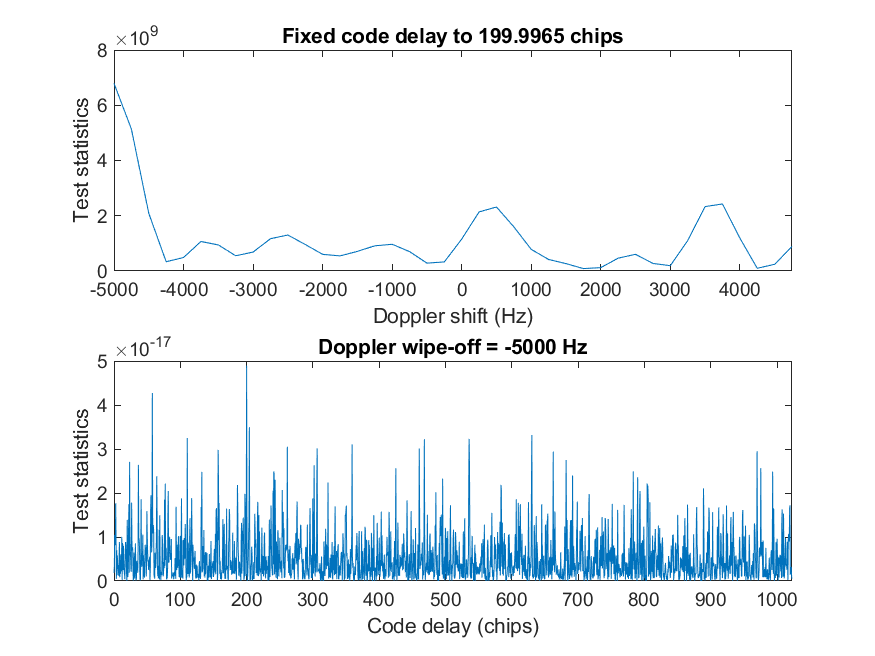 ×10^9
Fixed code delay to 199.9965 chips
8
6
4
2
0
Test statistics
-5000 -4000 -3000 -2000 -1000 0 1000 2000 3000 4000
Doppler shift (Hz)
×10^-17
Doppler wipe-off = -5000 Hz
5
4
3
2
1
0
Test statistics
0 100 200 300 400 500 600 700 800 900 1000
Code delay (chips)